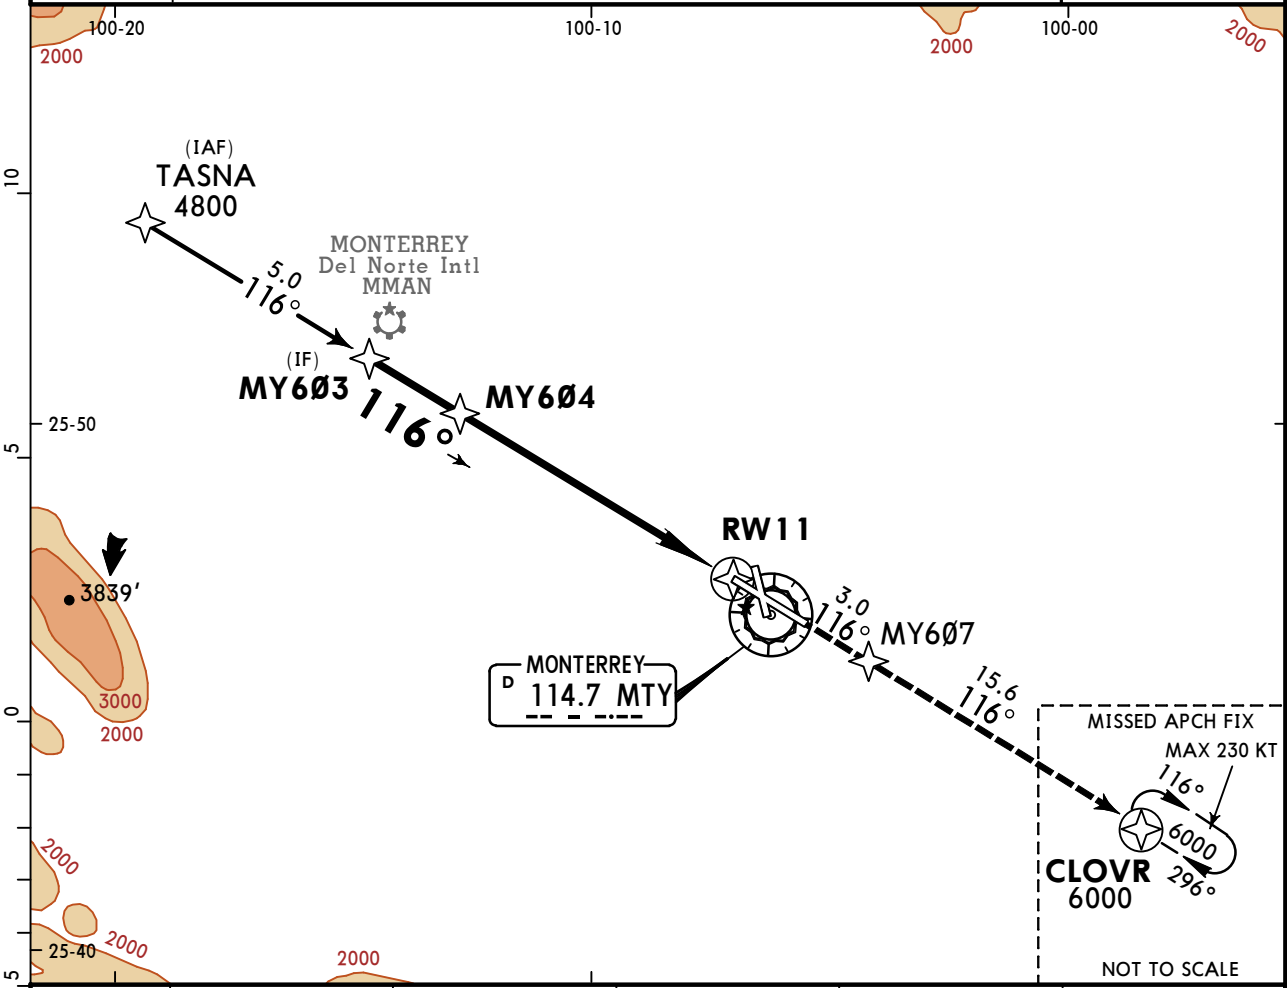 100-20
100-10
100-00
2000
2000
2000
(IAF)
TASNA
4800
10
MONTERREY
Del Norte Intl
MMAN
5.0
116°
(IF)
MY6Ø3
MY6Ø4
116°
25-50
5
RW11
3839'
3.0
116°
MY6Ø7
MONTERREY
D 114.7 MTY
15.6
116°
3000
2000
0
MISSED APCH FIX
MAX 230 KT
116°
6000
296°
CLOVR
6000
2000
2000
25-40
2000
5
NOT TO SCALE